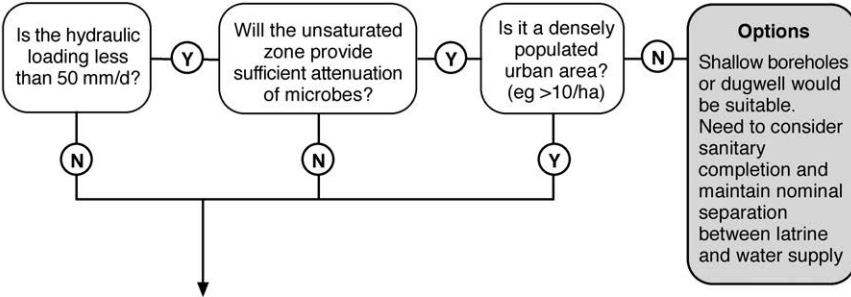 Is the hydraulic
loading less
than 50 mm/d?
Y
Will the unsaturated
zone provide
sufficient attenuation
of microbes?
Y
Is it a densely
populated
urban area?
(eg >10/ha)
N
Options
Shallow boreholes
or dugwell would
be suitable.
Need to consider
sanitary
completion and
maintain nominal
separation
between latrine
and water supply
N
N
Y